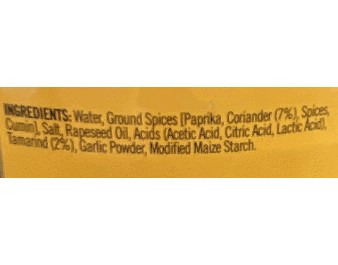 INGREDIENTS: Water, Ground Spices [Paprika, Coriander (7%), Spices,
Cumin], Salt, Rapeseed Oil, Acids (Acetic Acid, Citric Acid, Lactic Acid),
Tamarind (2%), Garlic Powder, Modified Maize Starch.